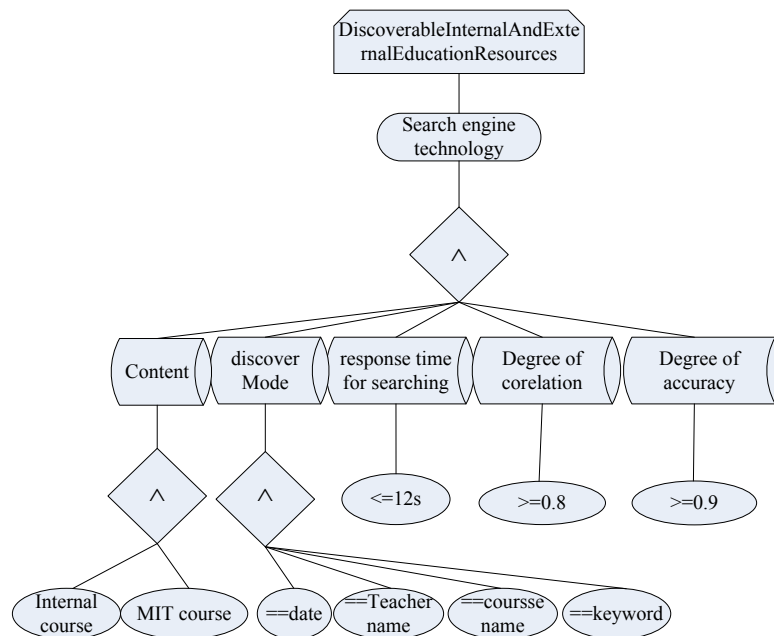 DiscoverableInternalAndExte
rnalEducationResources
Search engine
technology
^
Content
discover
Mode
response time
for searching
Degree of
corelation
Degree of
accuracy
^
^
<=12s
>=0.8
>=0.9
Internal
course
MIT course
==date
==Teacher
name
==coursse
name
==keyword